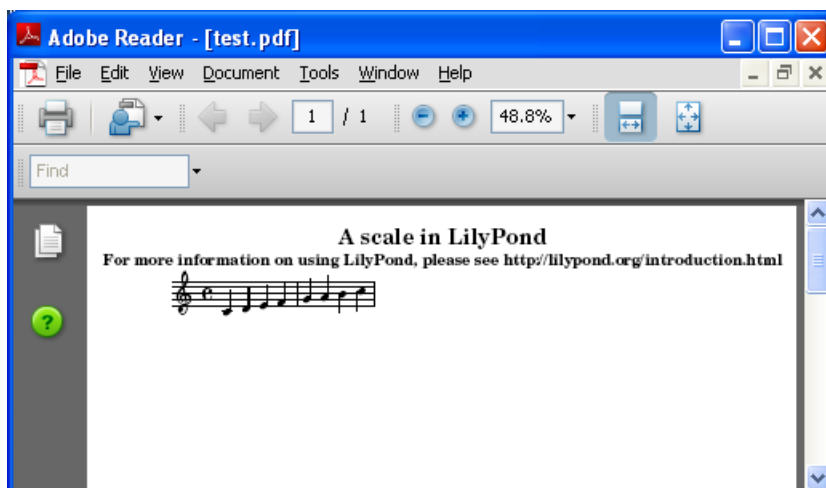 Adobe Reader - [test.pdf]
File Edit View Document Tools Window Help
1 / 1 48.8%
Find
A scale in LilyPond
For more information on using LilyPond, please see http://lilypond.org/introduction.html
?